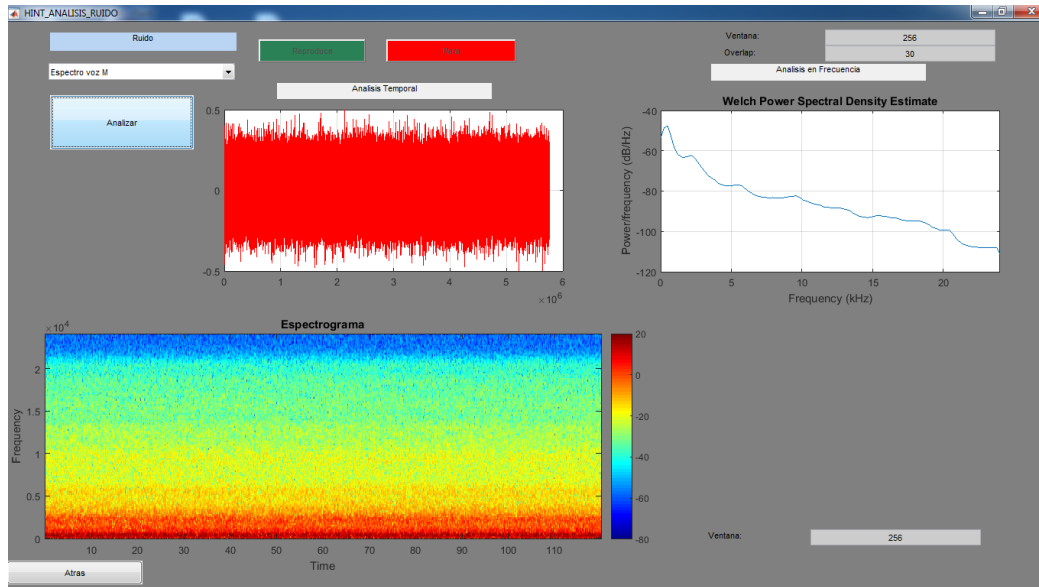 HINT_ANALISIS_RUIDO
Ruido
Reproducir
Para
Ventana:
256
Overlap:
30
Espectro voz M
Analisis en Frecuencia
Analisis Temporal
Analizar
Welch Power Spectral Density Estimate
0.5
0
-0.5
0 1 2 3 4 5 6
×10^6
-40
-60
-80
-100
-120
Power/frequency (dB/Hz)
0 5 10 15 20
Frequency (kHz)
Espectrograma
×10^4
2
1.5
1
0.5
0
Frequency
10 20 30 40 50 60 70 80 90 100 110
Time
20
0
-20
-40
-60
-80
Ventana:
256
Atras